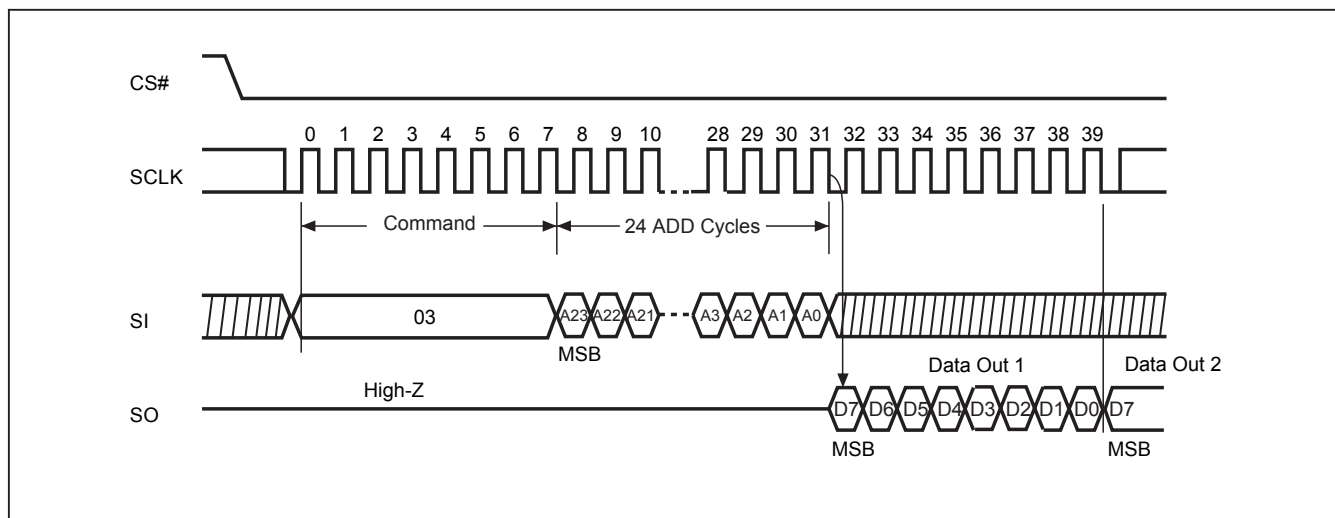 CS#
0 1 2 3 4 5 6 7 8 9 10 28 29 30 31 32 33 34 35 36 37 38 39
SCLK
Command 24 ADD Cycles
SI 03 A23 A22 A21 A3 A2 A1 A0
MSB
Data Out 1 Data Out 2
High-Z
SO D7 D6 D5 D4 D3 D2 D1 D0 D7
MSB MSB